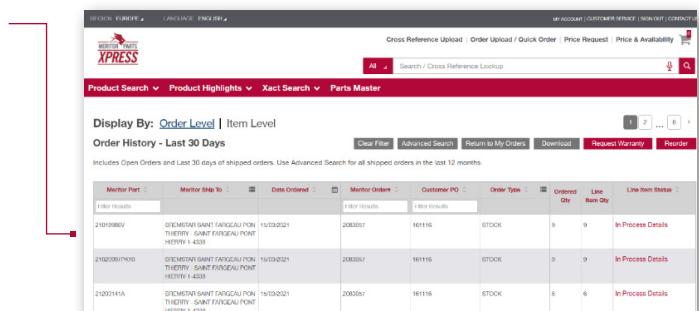 REGION EUROPE LANGUAGE ENGLISH MY ACCOUNT | CUSTOMER SERVICE | SIGN OUT | CONTACT US
MERITOR PARTS
XPRESS
Cross Reference Upload | Order Upload / Quick Order | Price Request | Price & Availability
All Search / Cross Reference Lookup
Product Search Product Highlights Xact Search Parts Master
Display By: Order Level | Item Level 1 2 ... 8
Order History - Last 30 Days Clear Filter Advanced Search Return to My Orders Download Request Warranty Reorder
Includes Open Orders and Last 30 days of shipped orders. Use Advanced Search for all shipped orders in the last 12 months.
Meritor Part Meritor Ship To Date Ordered Meritor Order# Customer PO Order Type Ordered Qty Line Item Qty Line Item Status
Filter Results Filter Results Filter Results
BREMSTAR SAINT FARGEAU PON 15/03/2021 2083057 161116 STOCK 9 9 In Process Details
THIERRY - SAINT FARGEAU PONT
HIERRY-1-4338
BREMSTAR SAINT FARGEAU PON 15/03/2021 2083057 161116 STOCK 9 9 In Process Details
THIERRY - SAINT FARGEAU PONT
HIERRY-1-4338
21203141A BREMSTAR SAINT FARGEAU PON 15/03/2021 2083057 161116 STOCK 6 6 In Process Details
THIERRY - SAINT FARGEAU PONT
HIERRY-1-4338